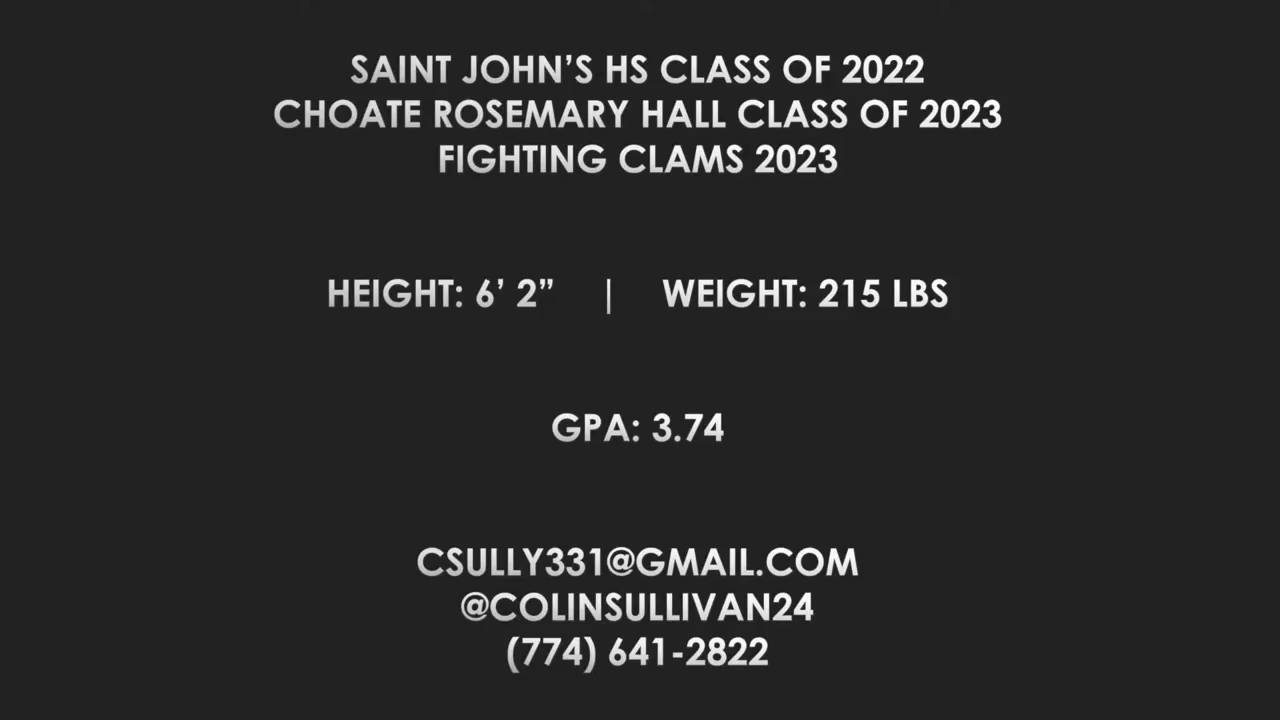 SAINT JOHN’S HS CLASS OF 2022
CHOATE ROSEMARY HALL CLASS OF 2023
FIGHTING CLAMS 2023
HEIGHT: 6’ 2” | WEIGHT: 215 LBS
GPA: 3.74
CSULLY331@GMAIL.COM
@COLINSULLIVAN24
(774) 641-2822